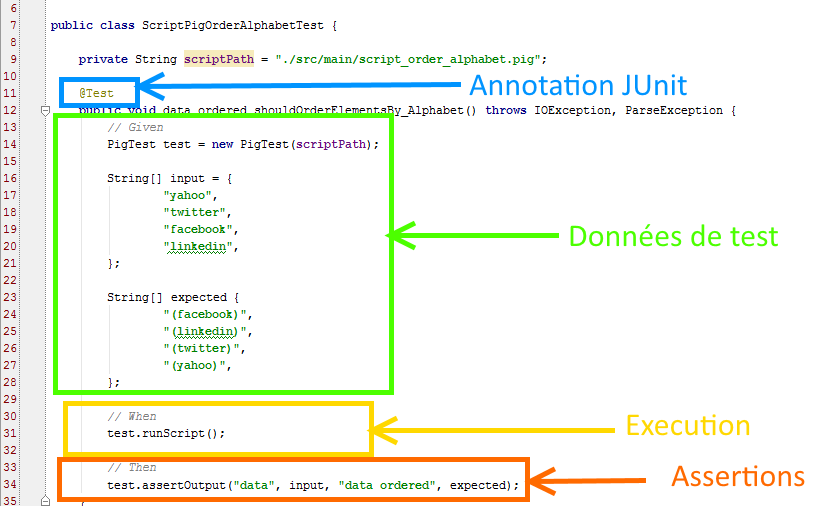 6
7 public class ScriptPigOrderAlphabetTest {
8
9 private String scriptPath = "./src/main/script_order_alphabet.pig";
10
11 @Test Annotation JUnit
12 public void data_ordered_shouldOrderElementsBy_Alphabet() throws IOException, ParseException {
13 // Given
14 PigTest test = new PigTest(scriptPath);
15
16 String[] input = {
17 "yahoo",
18 "twitter",
19 "facebook",
20 "linkedin", Données de test
21 };
22
23 String[] expected {
24 "(facebook)",
25 "(linkedin)",
26 "(twitter)",
27 "(yahoo)",
28 };
29
30 // When
31 test.runScript(); Execution
32
33 // Then
34 test.assertOutput("data", input, "data ordered", expected); Assertions
35 }